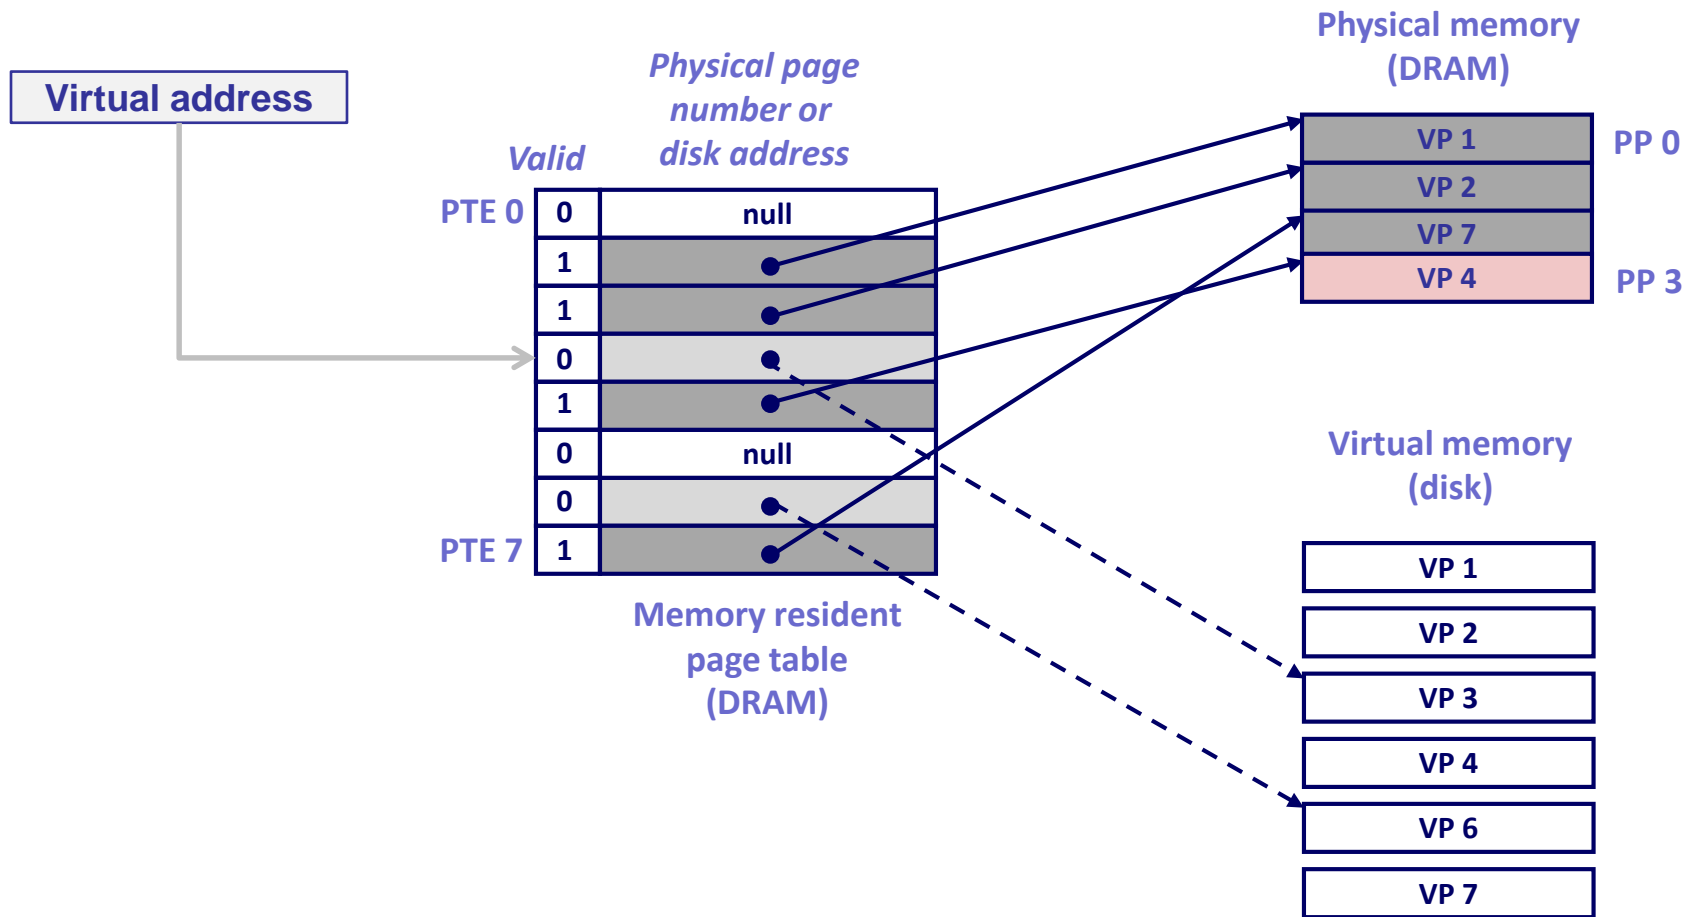 Virtual address
Physical page
number or
disk address
Valid
PTE 0
0
null
1
1
0
1
0
null
0
PTE 7
1
Memory resident
page table
(DRAM)
Physical memory
(DRAM)
VP 1
PP 0
VP 2
VP 7
VP 4
PP 3
Virtual memory
(disk)
VP 1
VP 2
VP 3
VP 4
VP 6
VP 7